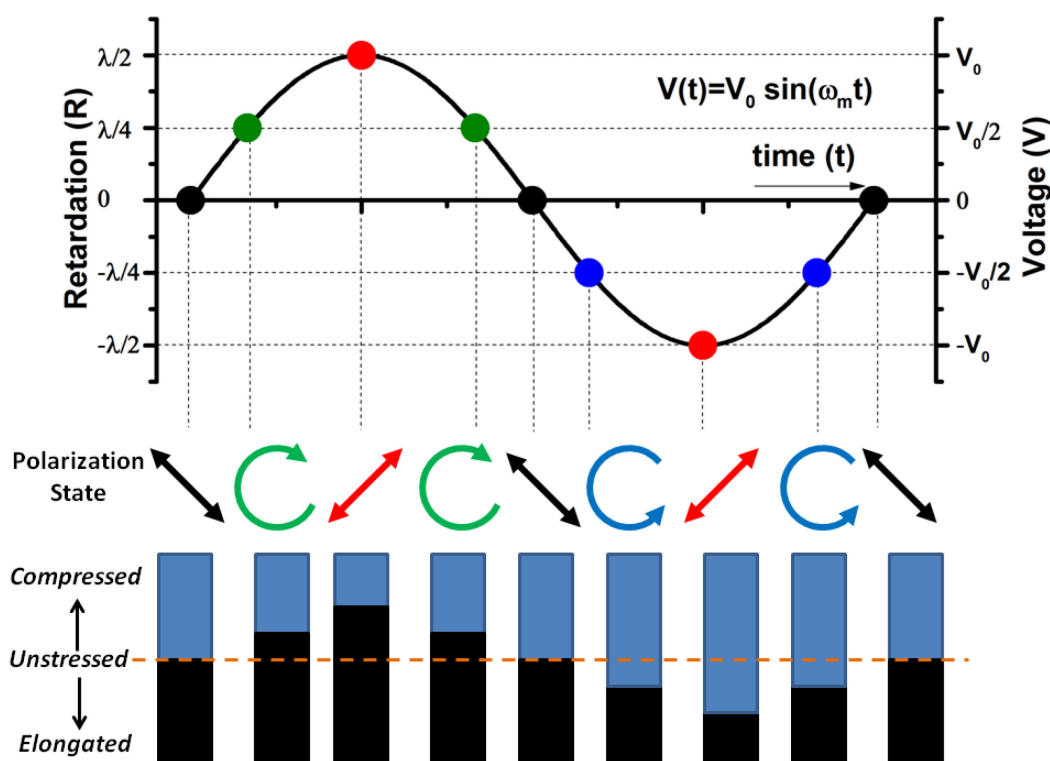 Retardation (R)
λ/2
λ/4
0
-λ/4
-λ/2
V(t)=V₀ sin(ωₘt)
time (t)
V₀
V₀/2
0
-V₀/2
-V₀
Voltage (V)
Polarization
State
Compressed
Unstressed
Elongated